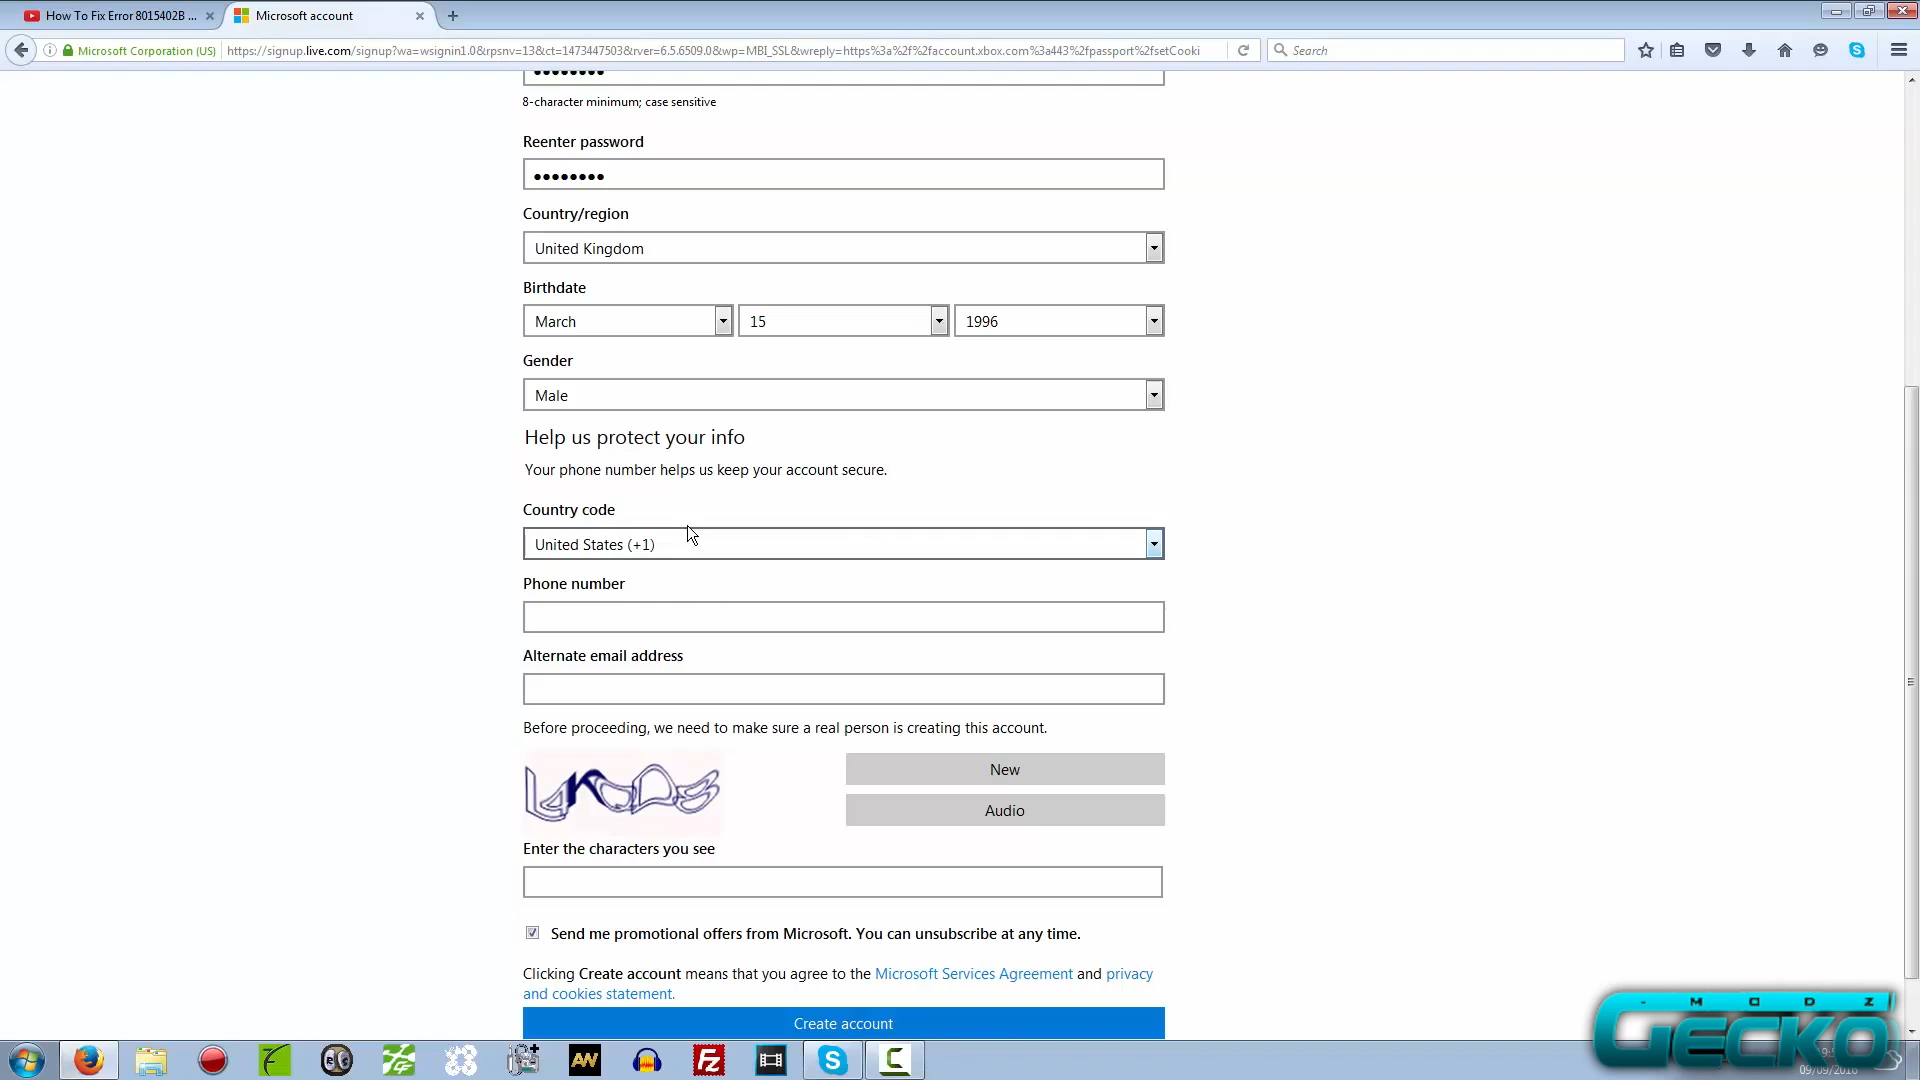 How To Fix Error 8015402B ...
Microsoft account
Microsoft Corporation (US)
https://signup.live.com/signup?wa=wsignin1.0&rpsnv=13&ct=1473447503&rver=6.5.6509.0&wp=MBI_SSL&wreply=https%3a%2f%2faccount.xbox.com%3a443%2fpassport%2fsetCooki
Search
8-character minimum; case sensitive
Reenter password
Country/region
United Kingdom
Birthdate
March
15
1996
Gender
Male
Help us protect your info
Your phone number helps us keep your account secure.
Country code
United States (+1)
Phone number
Alternate email address
Before proceeding, we need to make sure a real person is creating this account.
New
Audio
Enter the characters you see
Send me promotional offers from Microsoft. You can unsubscribe at any time.
Clicking Create account means that you agree to the Microsoft Services Agreement and privacy
and cookies statement.
Create account
- M O D Z
GECKO
09/09/2016